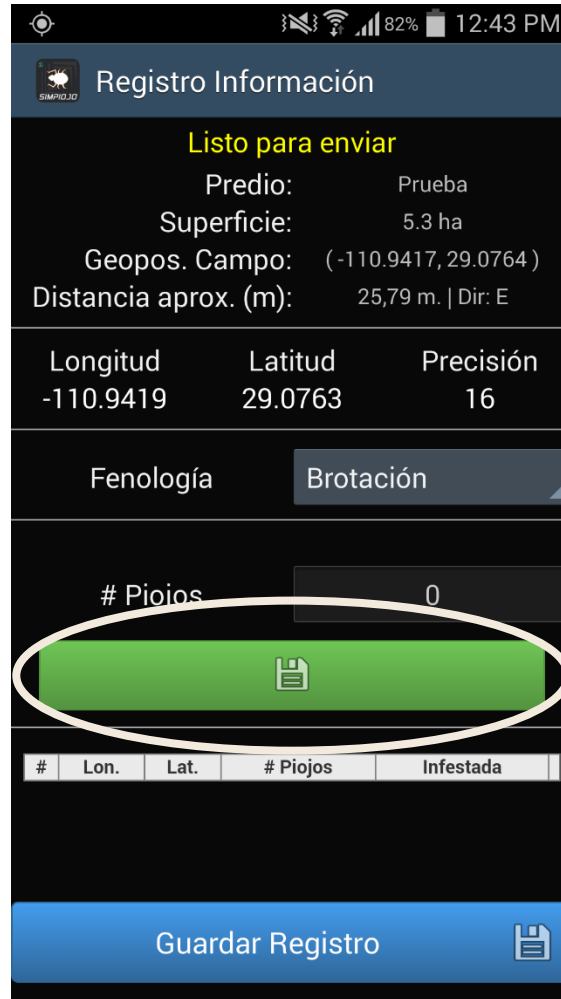 82% 12:43 PM
S
SIMPIOJO
Registro Información
Listo para enviar
Predio: Prueba
Superficie: 5.3 ha
Geopos. Campo: ( -110.9417, 29.0764 )
Distancia aprox. (m): 25,79 m. | Dir: E
Longitud Latitud Precisión
-110.9419 29.0763 16
Fenología Brotación
# Piojos 0
# Lon. Lat. # Piojos Infestada
Guardar Registro